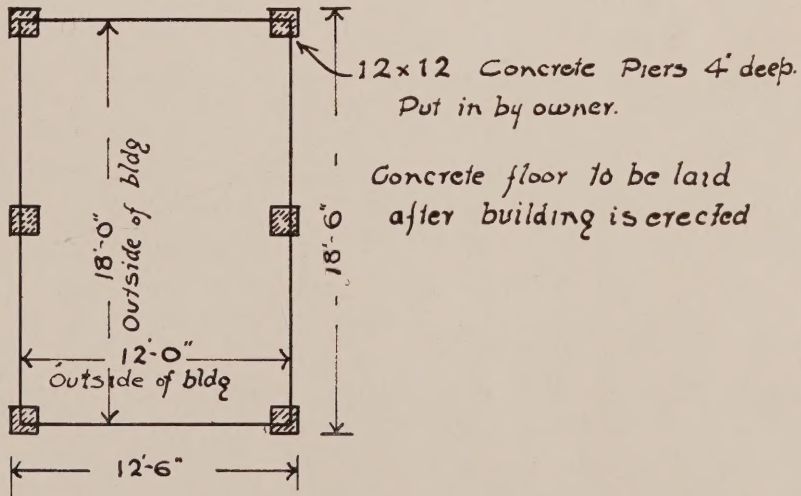 12x12 Concrete Piers 4' deep.
Put in by owner.
Concrete floor to be laid
after building is erected
18'-0"
Outside of bldg
18'-6"
12'-0"
Outside of bldg
12'-6"